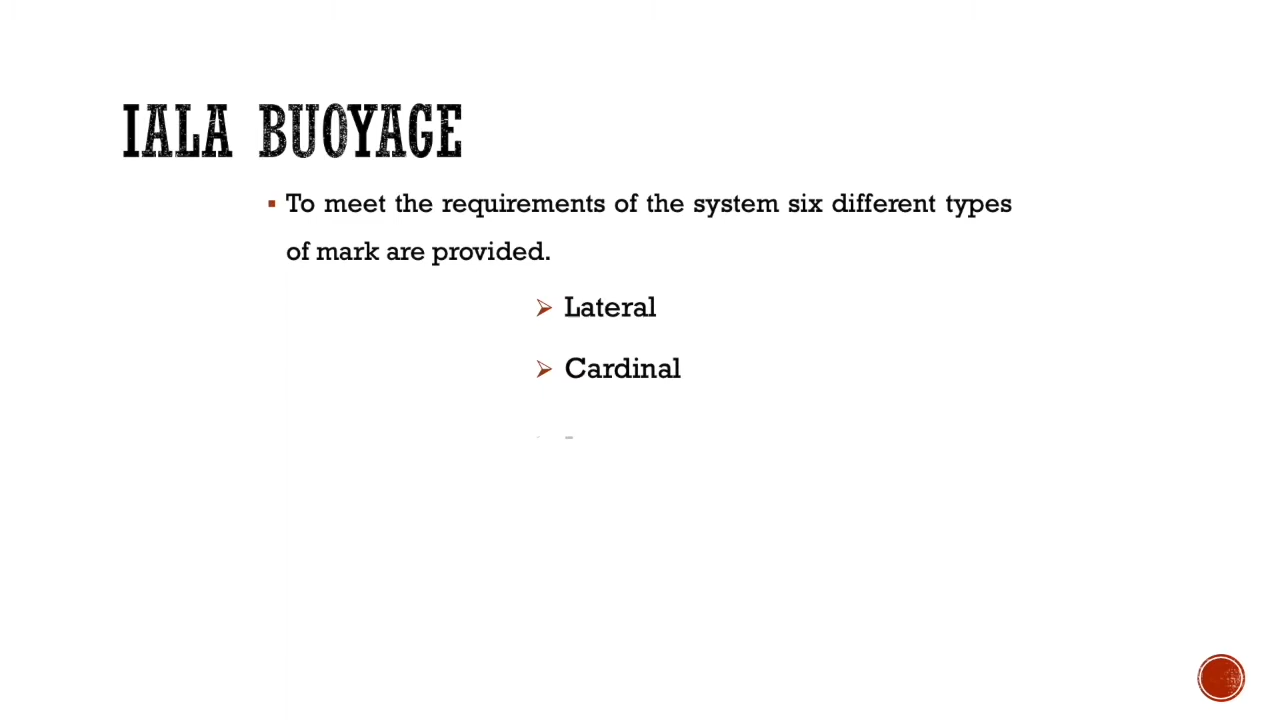 IALA BUOYAGE
To meet the requirements of the system six different types
of mark are provided.
Lateral
Cardinal